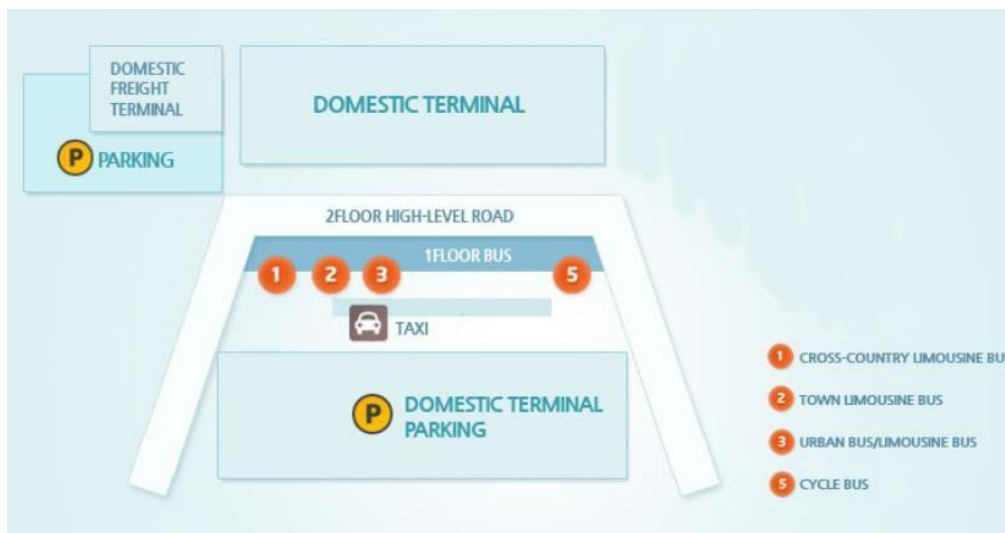 DOMESTIC
FREIGHT
TERMINAL
P PARKING
DOMESTIC TERMINAL
2FLOOR HIGH-LEVEL ROAD
1FLOOR BUS
1
2
3
5
TAXI
P DOMESTIC TERMINAL
PARKING
1 CROSS-COUNTRY LIMOUSINE BU
2 TOWN LIMOUSINE BUS
3 URBAN BUS/LIMOUSINE BUS
5 CYCLE BUS